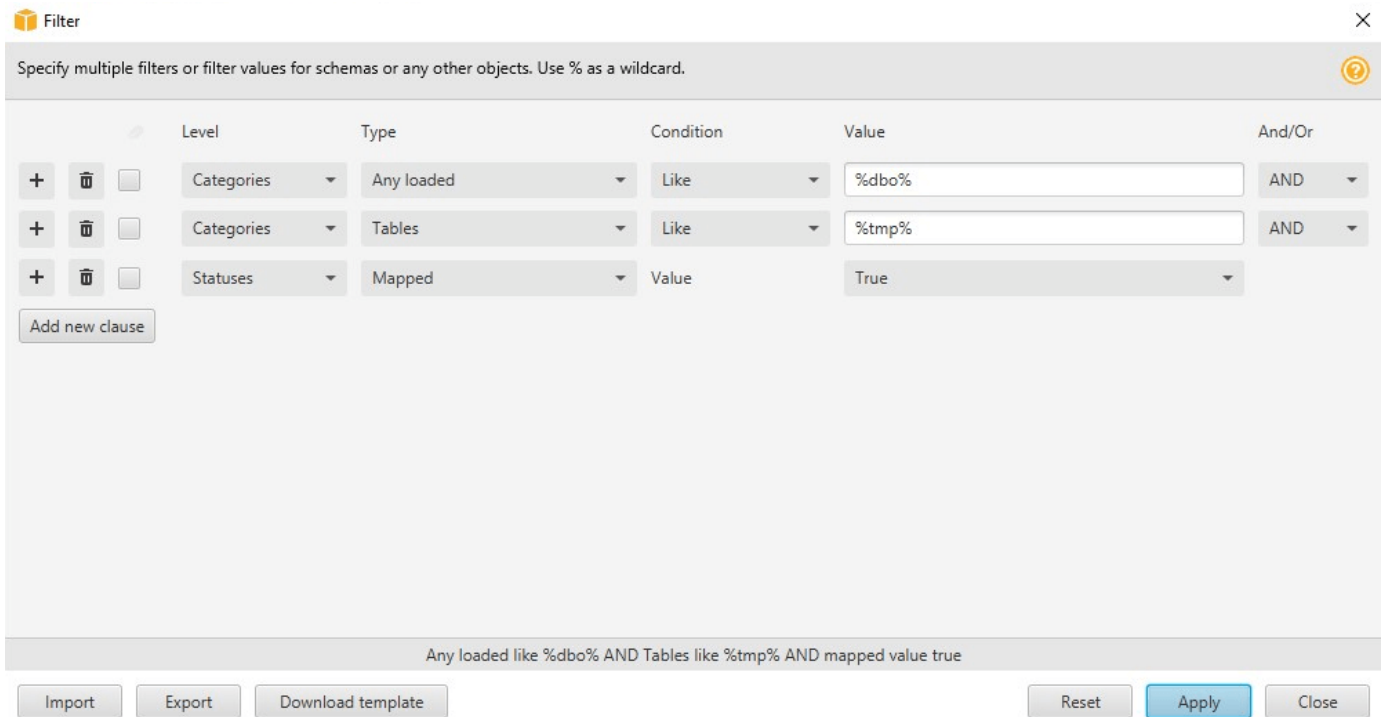 Filter
Specify multiple filters or filter values for schemas or any other objects. Use % as a wildcard.
Level Type Condition Value And/Or
Categories Any loaded Like %dbo% AND
Categories Tables Like %tmp% AND
Statuses Mapped Value True
Add new clause
Any loaded like %dbo% AND Tables like %tmp% AND mapped value true
Import Export Download template Reset Apply Close